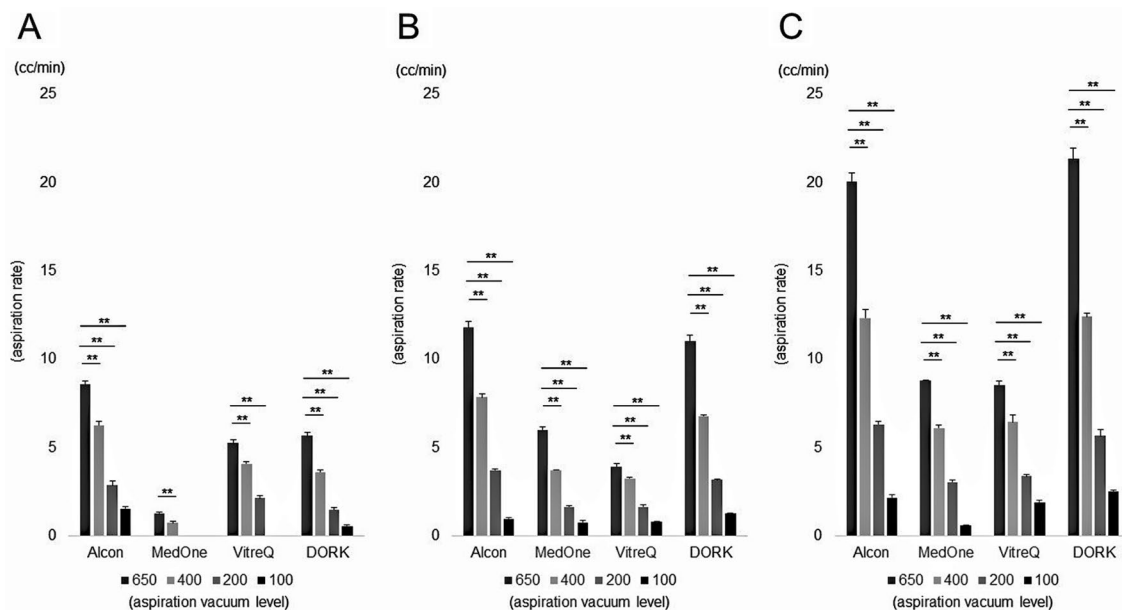 A
(cc/min)
25
20
15
10
5
0
(aspiration rate)
**
**
**
**
**
**
**
**
**
Alcon MedOne VitreQ DORK
650 400 200 100
(aspiration vacuum level)
B
(cc/min)
25
20
15
10
5
0
(aspiration rate)
**
**
**
**
**
**
**
**
**
**
**
**
Alcon MedOne VitreQ DORK
650 400 200 100
(aspiration vacuum level)
C
(cc/min)
25
20
15
10
5
0
(aspiration rate)
**
**
**
**
**
**
**
**
**
**
**
**
Alcon MedOne VitreQ DORK
650 400 200 100
(aspiration vacuum level)